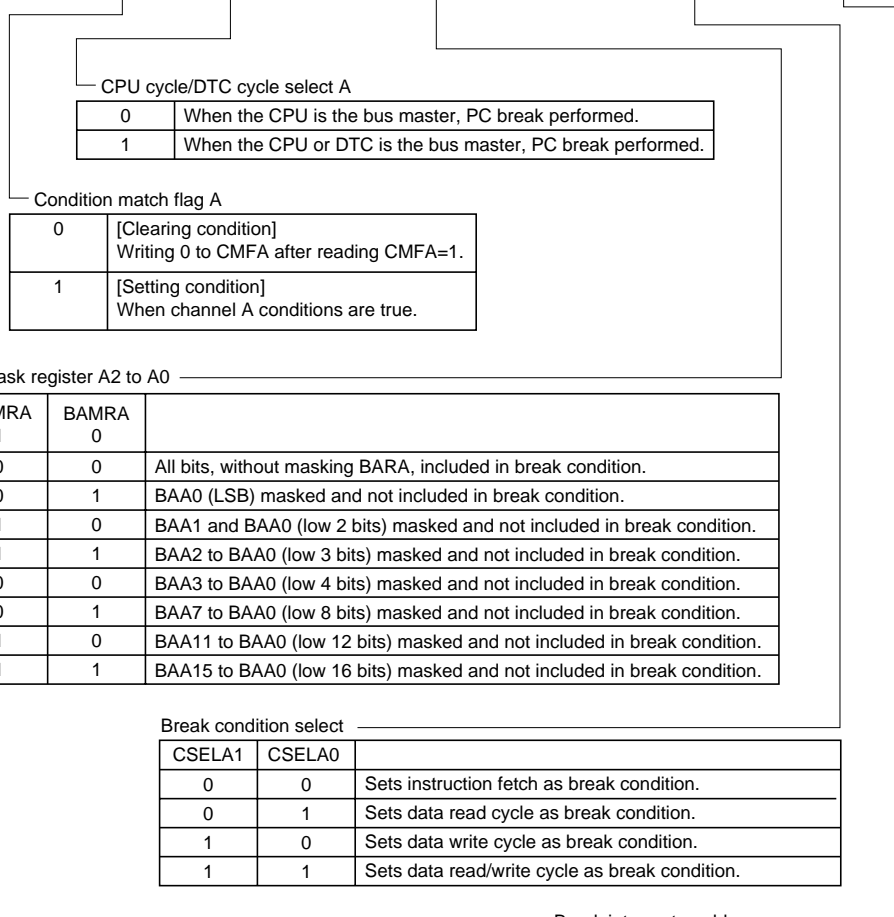 CPU cycle/DTC cycle select A
0 When the CPU is the bus master, PC break performed.
1 When the CPU or DTC is the bus master, PC break performed.
Condition match flag A
0 [Clearing condition]
Writing 0 to CMFA after reading CMFA=1.
1 [Setting condition]
When channel A conditions are true.
register A2 to A0
BAMRA
0
0 All bits, without masking BARA, included in break condition.
1 BAA0 (LSB) masked and not included in break condition.
0 BAA1 and BAA0 (low 2 bits) masked and not included in break condition.
1 BAA2 to BAA0 (low 3 bits) masked and not included in break condition.
0 BAA3 to BAA0 (low 4 bits) masked and not included in break condition.
1 BAA7 to BAA0 (low 8 bits) masked and not included in break condition.
0 BAA11 to BAA0 (low 12 bits) masked and not included in break condition.
1 BAA15 to BAA0 (low 16 bits) masked and not included in break condition.
Break condition select
CSELA1 CSELA0
0 0 Sets instruction fetch as break condition.
0 1 Sets data read cycle as break condition.
1 0 Sets data write cycle as break condition.
1 1 Sets data read/write cycle as break condition.